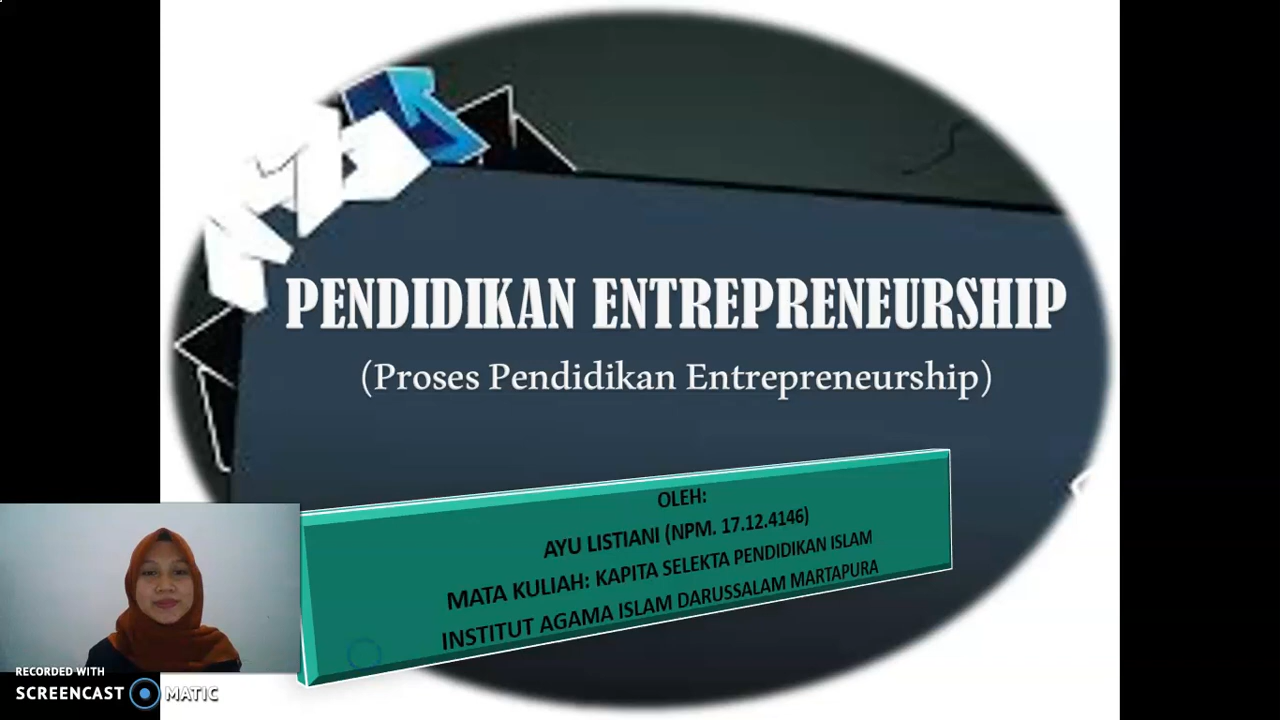 PENDIDIKAN ENTREPRENEURSHIP
(Proses Pendidikan Entrepreneurship)
OLEH:
AYU LISTIANI (NPM. 17.12.4146)
MATA KULIAH: KAPITA SELEKTA PENDIDIKAN ISLAM
INSTITUT AGAMA ISLAM DARUSSALAM MARTAPURA
RECORDED WITH
SCREENCAST MATIC